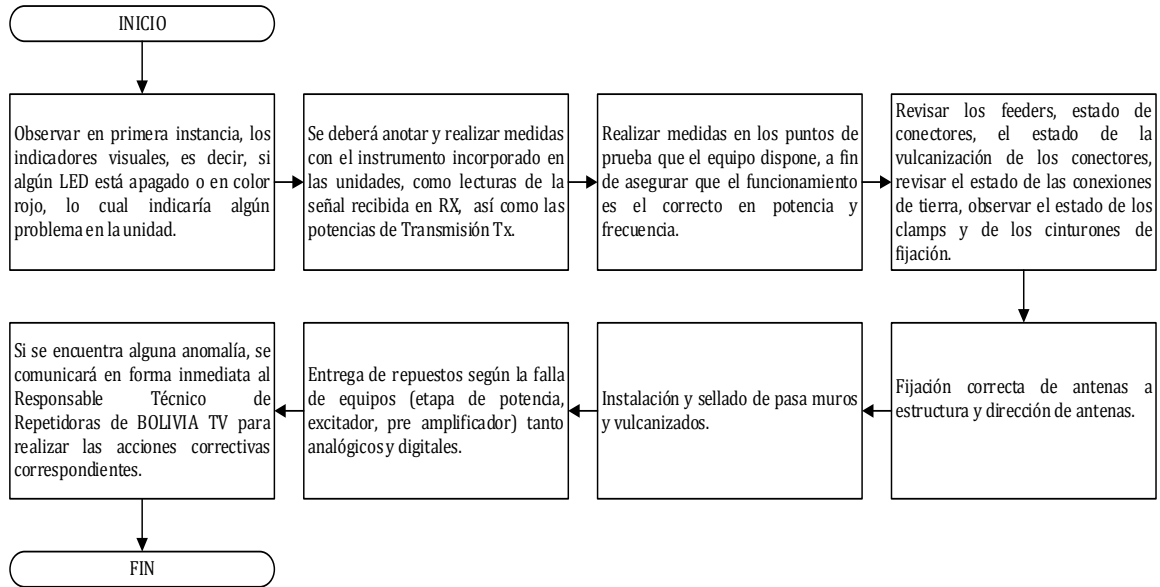 INICIO
Observar en primera instancia, los
indicadores visuales, es decir, si
algún LED está apagado o en color
rojo, lo cual indicaría algún
problema en la unidad.
Se deberá anotar y realizar medidas
con el instrumento incorporado en
las unidades, como lecturas de la
señal recibida en RX, así como las
potencias de Transmisión Tx.
Realizar medidas en los puntos de
prueba que el equipo dispone, a fin
de asegurar que el funcionamiento
es el correcto en potencia y
frecuencia.
Revisar los feeders, estado de
conectores, el estado de la
vulcanización de los conectores,
revisar el estado de las conexiones
de tierra, observar el estado de los
clamps y de los cinturones de
fijación.
Fijación correcta de antenas a
estructura y dirección de antenas.
Instalación y sellado de pasa muros
y vulcanizados.
Entrega de repuestos según la falla
de equipos (etapa de potencia,
excitador, pre amplificador) tanto
analógicos y digitales.
Si se encuentra alguna anomalía, se
comunicará en forma inmediata al
Responsable Técnico de
Repetidoras de BOLIVIA TV para
realizar las acciones correctivas
correspondientes.
FIN